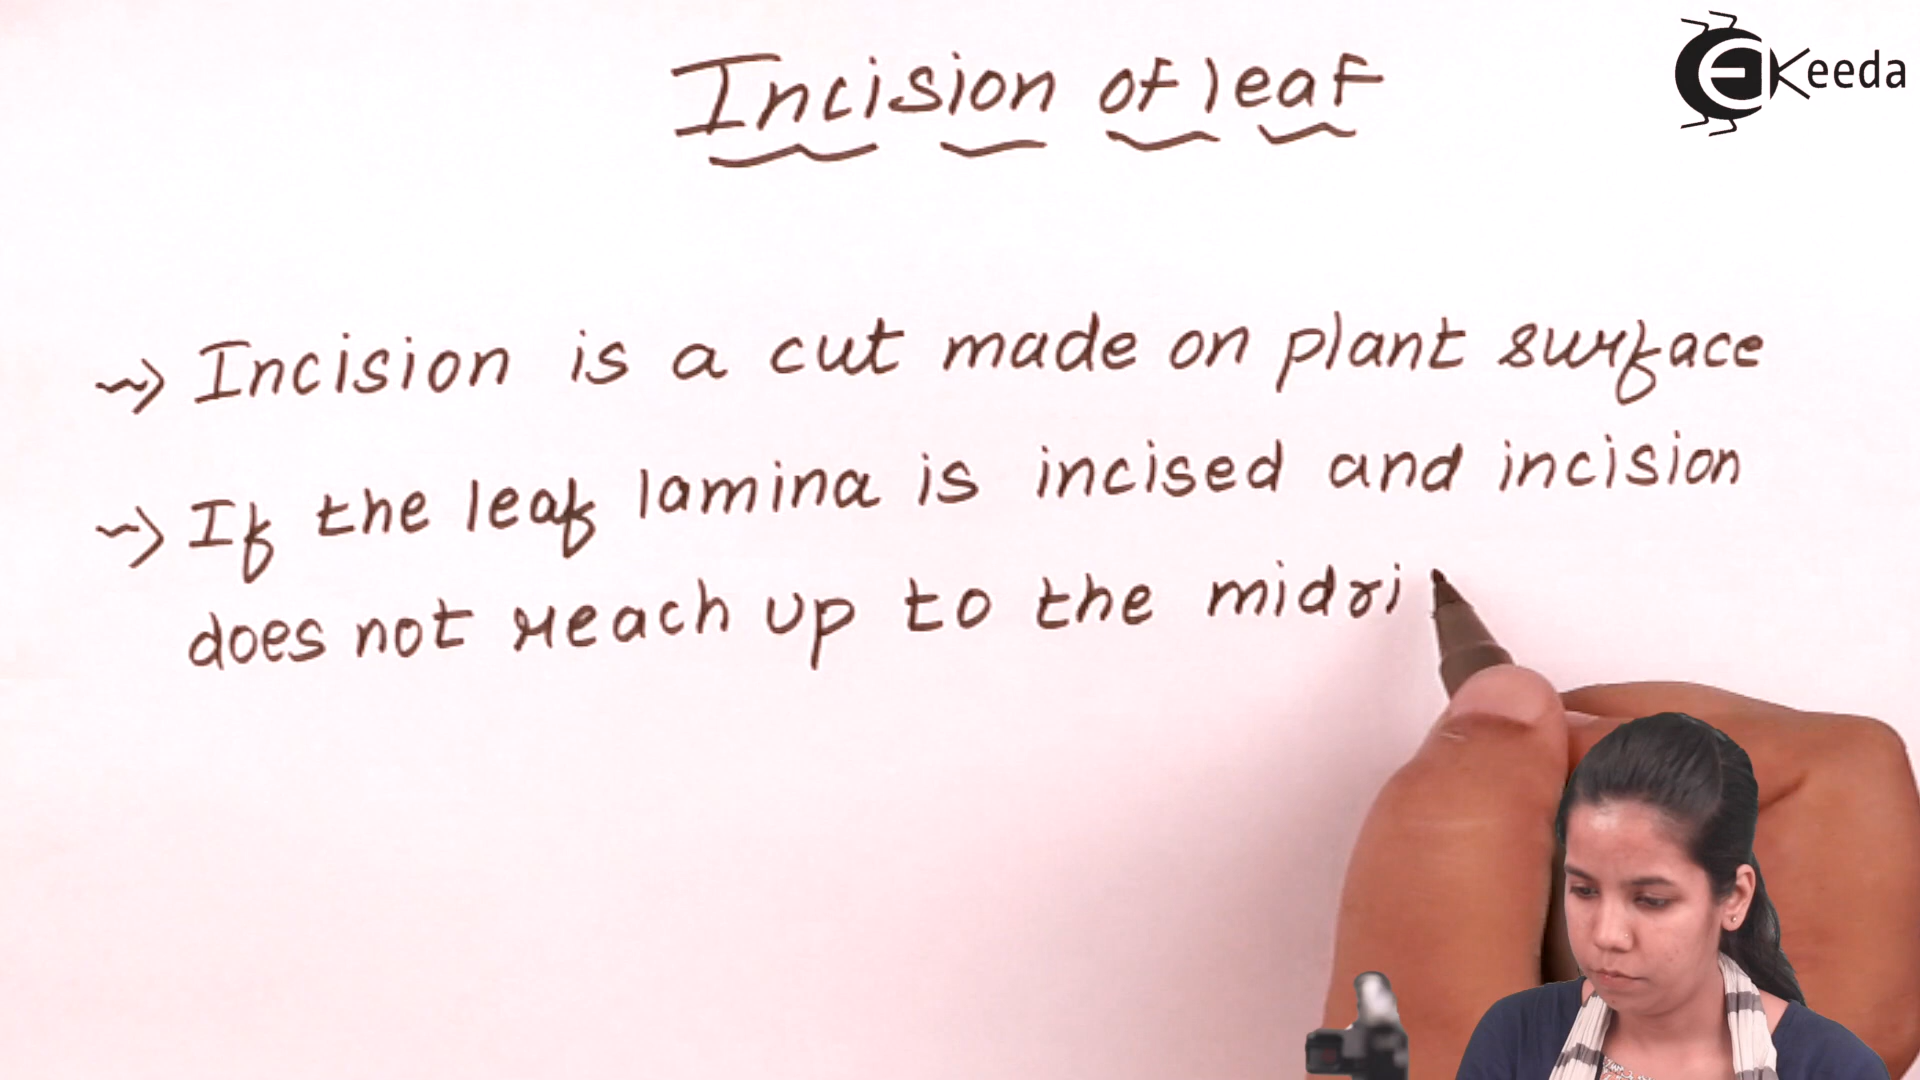 Incision of leaf
EKeeda
~> Incision is a cut made on plant surface
~> If the leaf lamina is incised and incision
does not reach up to the midri